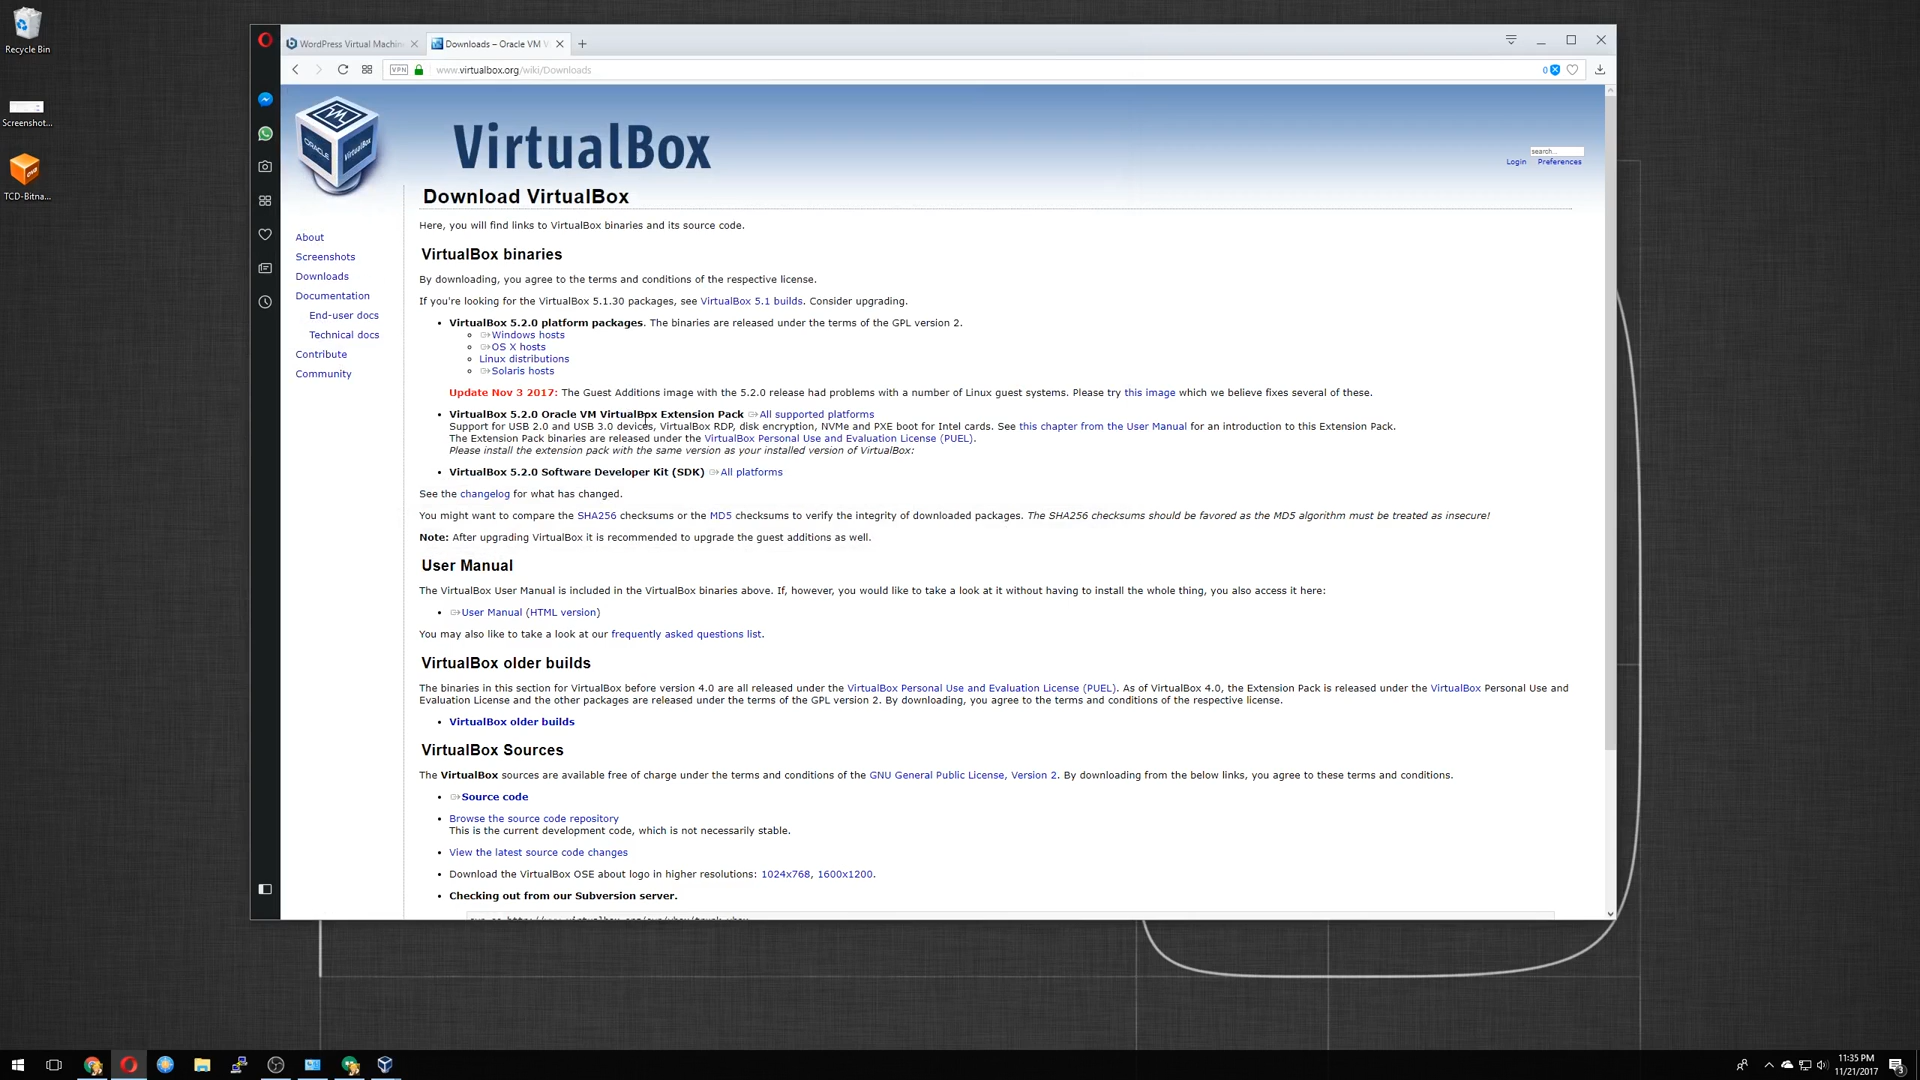 Recycle Bin
Screenshot...
TCD-Bitna...
WordPress Virtual Machin
Downloads – Oracle VM V
VPN
www.virtualbox.org/wiki/Downloads
0
ORACLE
VM
VirtualBox
VirtualBox
search...
Login
Preferences
Download VirtualBox
Here, you will find links to VirtualBox binaries and its source code.
About
Screenshots
Downloads
Documentation
End-user docs
Technical docs
Contribute
Community
VirtualBox binaries
By downloading, you agree to the terms and conditions of the respective license.
If you're looking for the VirtualBox 5.1.30 packages, see VirtualBox 5.1 builds. Consider upgrading.
• VirtualBox 5.2.0 platform packages. The binaries are released under the terms of the GPL version 2.
Windows hosts
OS X hosts
Linux distributions
Solaris hosts
Update Nov 3 2017: The Guest Additions image with the 5.2.0 release had problems with a number of Linux guest systems. Please try this image which we believe fixes several of these.
• VirtualBox 5.2.0 Oracle VM VirtualBox Extension Pack All supported platforms
Support for USB 2.0 and USB 3.0 devices, VirtualBox RDP, disk encryption, NVMe and PXE boot for Intel cards. See this chapter from the User Manual for an introduction to this Extension Pack.
The Extension Pack binaries are released under the VirtualBox Personal Use and Evaluation License (PUEL).
Please install the extension pack with the same version as your installed version of VirtualBox:
• VirtualBox 5.2.0 Software Developer Kit (SDK) All platforms
See the changelog for what has changed.
You might want to compare the SHA256 checksums or the MD5 checksums to verify the integrity of downloaded packages. The SHA256 checksums should be favored as the MD5 algorithm must be treated as insecure!
Note: After upgrading VirtualBox it is recommended to upgrade the guest additions as well.
User Manual
The VirtualBox User Manual is included in the VirtualBox binaries above. If, however, you would like to take a look at it without having to install the whole thing, you also access it here:
• User Manual (HTML version)
You may also like to take a look at our frequently asked questions list.
VirtualBox older builds
The binaries in this section for VirtualBox before version 4.0 are all released under the VirtualBox Personal Use and Evaluation License (PUEL). As of VirtualBox 4.0, the Extension Pack is released under the VirtualBox Personal Use and
Evaluation License and the other packages are released under the terms of the GPL version 2. By downloading, you agree to the terms and conditions of the respective license.
• VirtualBox older builds
VirtualBox Sources
The VirtualBox sources are available free of charge under the terms and conditions of the GNU General Public License, Version 2. By downloading from the below links, you agree to these terms and conditions.
• Source code
• Browse the source code repository
This is the current development code, which is not necessarily stable.
• View the latest source code changes
• Download the VirtualBox OSE about logo in higher resolutions: 1024x768, 1600x1200.
• Checking out from our Subversion server.
11:35 PM
11/21/2017
3